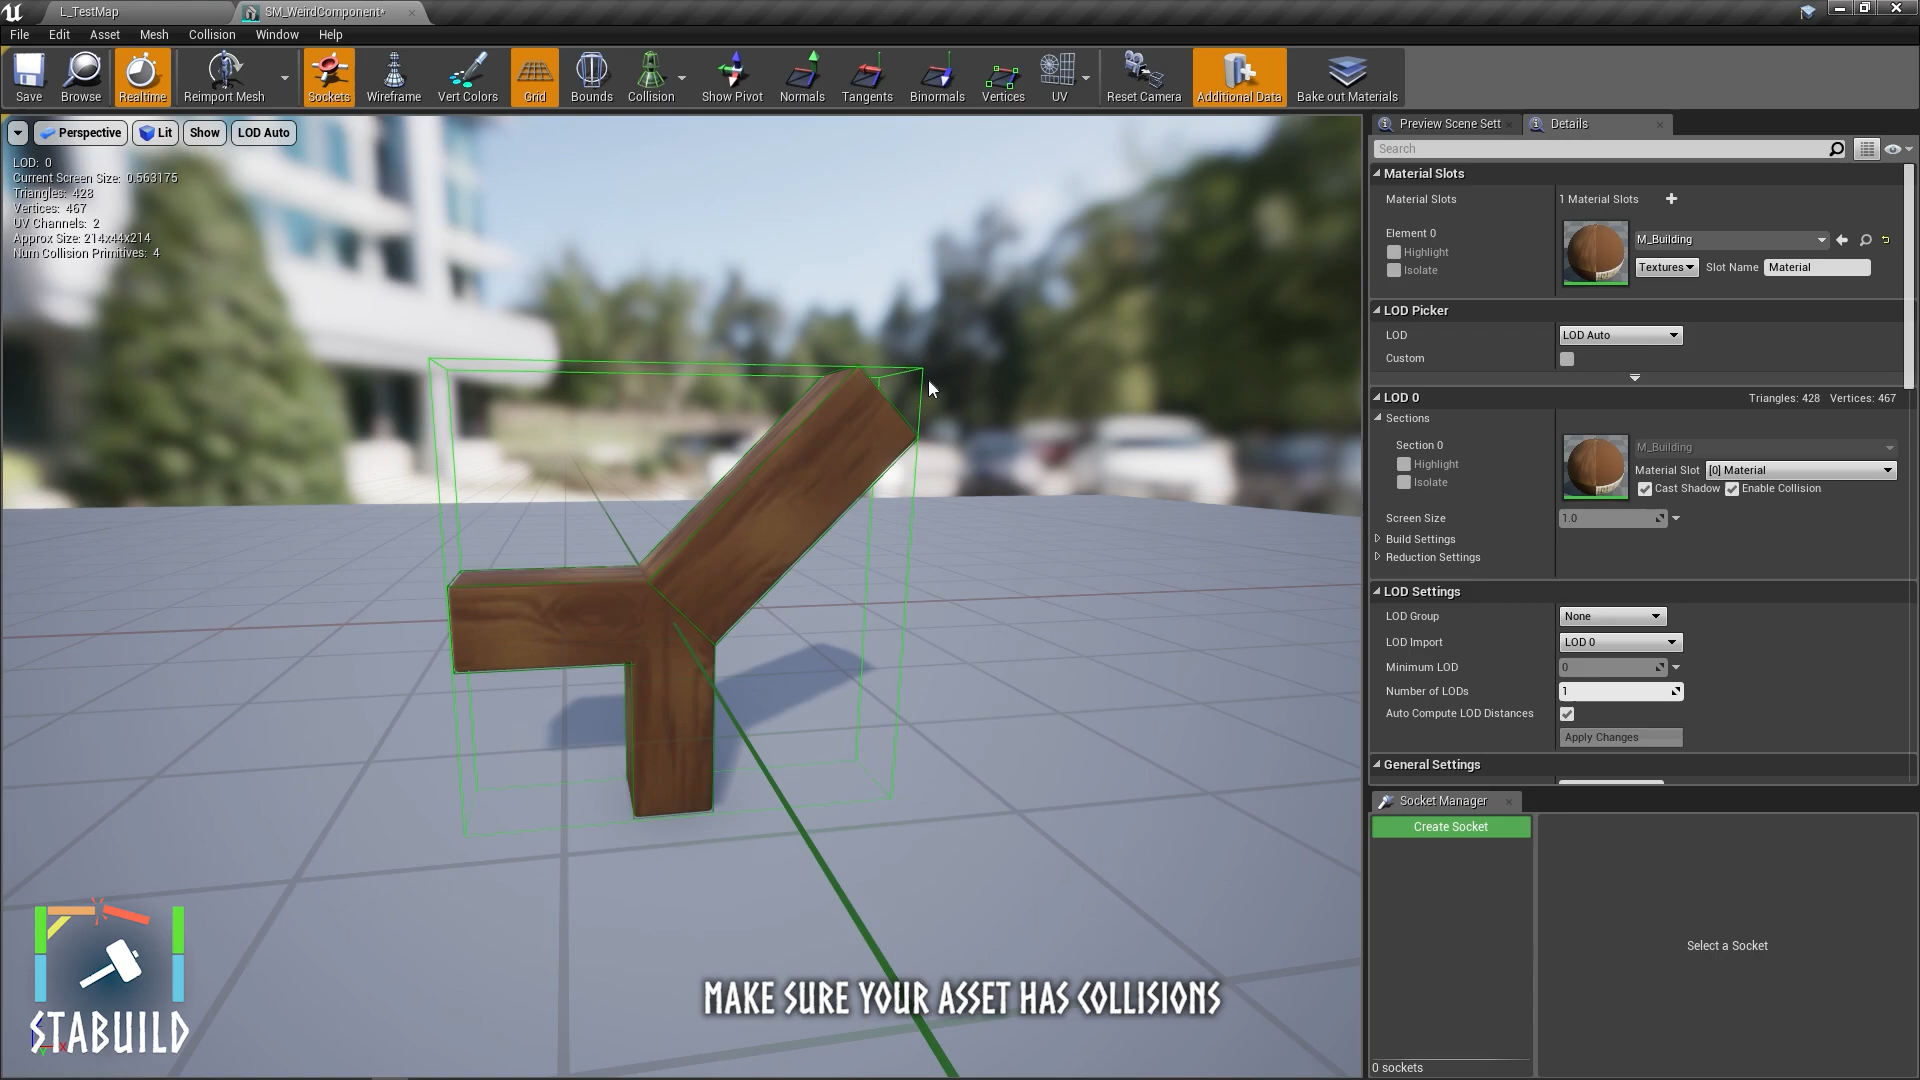 L_TestMap
SM_WeirdComponent*
File Edit Asset Mesh Collision Window Help
Save Browse Realtime Reimport Mesh Sockets Wireframe Vert Colors Grid Bounds Collision Show Pivot Normals Tangents Binormals Vertices UV Reset Camera Additional Data Bake out Materials
Perspective Lit Show LOD Auto
LOD: 0
Current Screen Size: 0.563175
Triangles: 428
Vertices: 467
UV Channels: 2
Approx Size: 214x44x214
Num Collision Primitives: 4
MAKE SURE YOUR ASSET HAS COLLISIONS
STABUILD
Preview Scene Sett
Details
Search
Material Slots
Material Slots 1 Material Slots
Element 0
Highlight
Isolate
M_Building
Textures Slot Name Material
LOD Picker
LOD LOD Auto
Custom
LOD 0 Triangles: 428 Vertices: 467
Sections
Section 0
Highlight
Isolate
M_Building
Material Slot [0] Material
Cast Shadow Enable Collision
Screen Size 1.0
Build Settings
Reduction Settings
LOD Settings
LOD Group None
LOD Import LOD 0
Minimum LOD 0
Number of LODs 1
Auto Compute LOD Distances
Apply Changes
General Settings
Socket Manager
Create Socket
Select a Socket
0 sockets